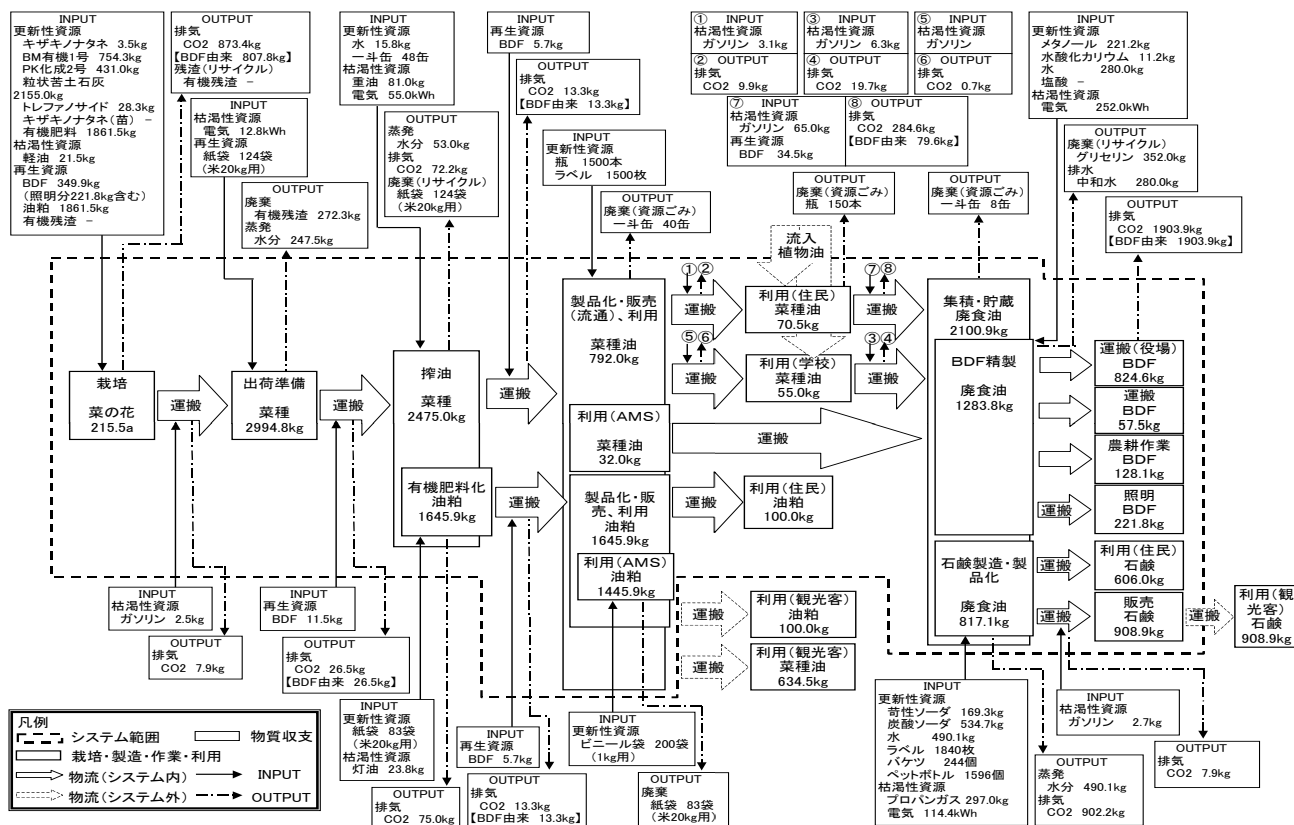 INPUT
更新性資源
キザキノナタネ 3.5kg
BM有機1号 754.3kg
PK化成2号 431.0kg
粒状苦土石灰
2155.0kg
トレファノサイド 28.3kg
キザキノナタネ(苗) −
有機肥料 1861.5kg
枯渇性資源
軽油 21.5kg
再生資源
BDF 349.9kg
(照明分221.8kg含む)
油粕 1861.5kg
有機残渣 −
OUTPUT
排気
CO2 873.4kg
【BDF由来 807.8kg】
残渣(リサイクル)
有機残渣 −
INPUT
枯渇性資源
電気 12.8kWh
再生資源
紙袋 124袋
(米20kg用)
OUTPUT
廃棄
有機残渣 272.3kg
蒸発
水分 247.5kg
INPUT
更新性資源
水 15.8kg
一斗缶 48缶
枯渇性資源
重油 81.0kg
電気 55.0kWh
OUTPUT
蒸発
水分 53.0kg
排気
CO2 72.2kg
廃棄(リサイクル)
紙袋 124袋
(米20kg用)
INPUT
再生資源
BDF 5.7kg
OUTPUT
排気
CO2 13.3kg
【BDF由来 13.3kg】
INPUT
更新性資源
瓶 1500本
ラベル 1500枚
OUTPUT
廃棄(資源ごみ)
一斗缶 40缶
①
枯渇性資源
ガソリン 3.1kg
②
排気
CO2 9.9kg
③
枯渇性資源
ガソリン 6.3kg
④
排気
CO2 19.7kg
⑤
枯渇性資源
ガソリン
⑥
排気
CO2 0.7kg
⑦ INPUT
枯渇性資源
ガソリン 65.0kg
再生資源
BDF 34.5kg
⑧ OUTPUT
排気
CO2 284.6kg
【BDF由来 79.6kg】
OUTPUT
廃棄(資源ごみ)
瓶 150本
OUTPUT
廃棄(資源ごみ)
一斗缶 8缶
INPUT
更新性資源
メタノール 221.2kg
水酸化カリウム 11.2kg
水 280.0kg
塩酸 −
枯渇性資源
電気 252.0kWh
OUTPUT
廃棄(リサイクル)
グリセリン 352.0kg
排水
中和水 280.0kg
OUTPUT
排気
CO2 1903.9kg
【BDF由来 1903.9kg】
流入
植物油
栽培
菜の花
215.5a
運搬
出荷準備
菜種
2994.8kg
運搬
搾油
菜種
2475.0kg
有機肥料化
油粕
1645.9kg
運搬
運搬
製品化・販売
(流通)、利用
菜種油
792.0kg
利用(AMS)
菜種油
32.0kg
製品化・販
売、利用
油粕
1645.9kg
利用(AMS)
油粕
1445.9kg
①②
運搬
⑤⑥
運搬
利用(住民)
菜種油
70.5kg
利用(学校)
菜種油
55.0kg
⑦⑧
運搬
③④
運搬
運搬
運搬
利用(住民)
油粕
100.0kg
運搬
利用(観光客)
油粕
100.0kg
運搬
利用(観光客)
菜種油
634.5kg
集積・貯蔵
廃食油
2100.9kg
BDF精製
廃食油
1283.8kg
石鹸製造・製
品化
廃食油
817.1kg
運搬(役場)
BDF
824.6kg
運搬
BDF
57.5kg
農耕作業
BDF
128.1kg
運搬
照明
BDF
221.8kg
運搬
利用(住民)
石鹸
606.0kg
運搬
販売
石鹸
908.9kg
運搬
利用(観
光客)
石鹸
908.9kg
INPUT
枯渇性資源
ガソリン 2.5kg
OUTPUT
排気
CO2 7.9kg
INPUT
再生資源
BDF 11.5kg
OUTPUT
排気
CO2 26.5kg
【BDF由来 26.5kg】
INPUT
更新性資源
紙袋 83袋
(米20kg用)
枯渇性資源
灯油 23.8kg
OUTPUT
排気
CO2 75.0kg
INPUT
再生資源
BDF 5.7kg
OUTPUT
排気
CO2 13.3kg
【BDF由来 13.3kg】
INPUT
更新性資源
ビニール袋 200袋
(1kg用)
OUTPUT
廃棄
紙袋 83袋
(米20kg用)
INPUT
更新性資源
苛性ソーダ 169.3kg
炭酸ソーダ 534.7kg
水 490.1kg
ラベル 1840枚
バケツ 244個
ペットボトル 1596個
枯渇性資源
プロパンガス 297.0kg
電気 114.4kWh
OUTPUT
蒸発
水分 490.1kg
排気
CO2 902.2kg
INPUT
枯渇性資源
ガソリン 2.7kg
OUTPUT
排気
CO2 7.9kg
凡例
システム範囲
物質収支
栽培・製造・作業・利用
物流(システム内)
INPUT
物流(システム外)
OUTPUT